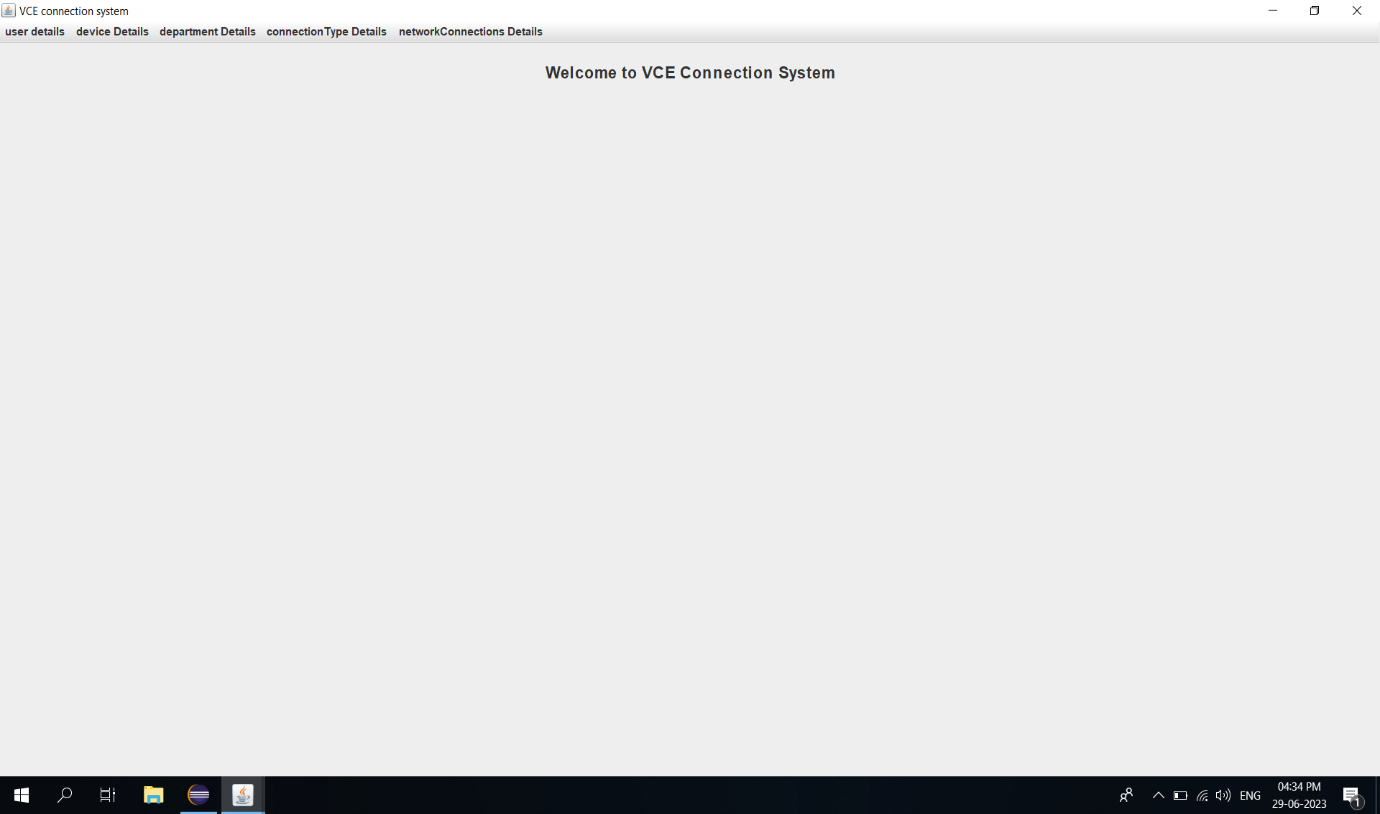 VCE connection system
user details device Details department Details connectionType Details networkConnections Details
Welcome to VCE Connection System
ENG
04:34 PM
29-06-2023
1